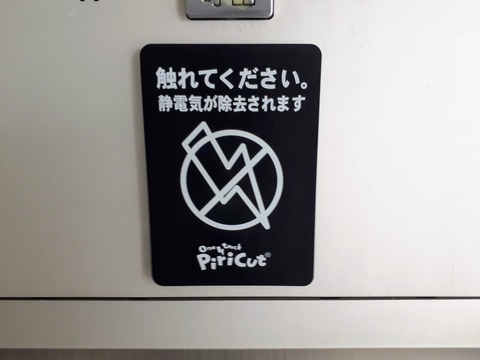 触れてください。
静電気が除去されます
One touch
PiriCut®